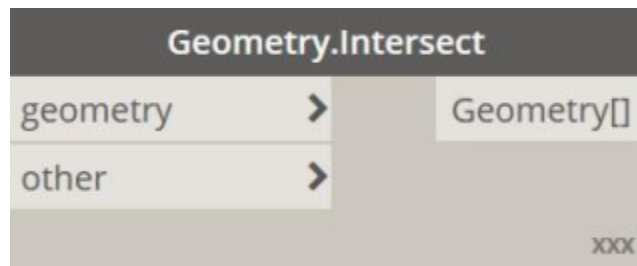 Geometry.Intersect
geometry > Geometry[]
other >
xxx